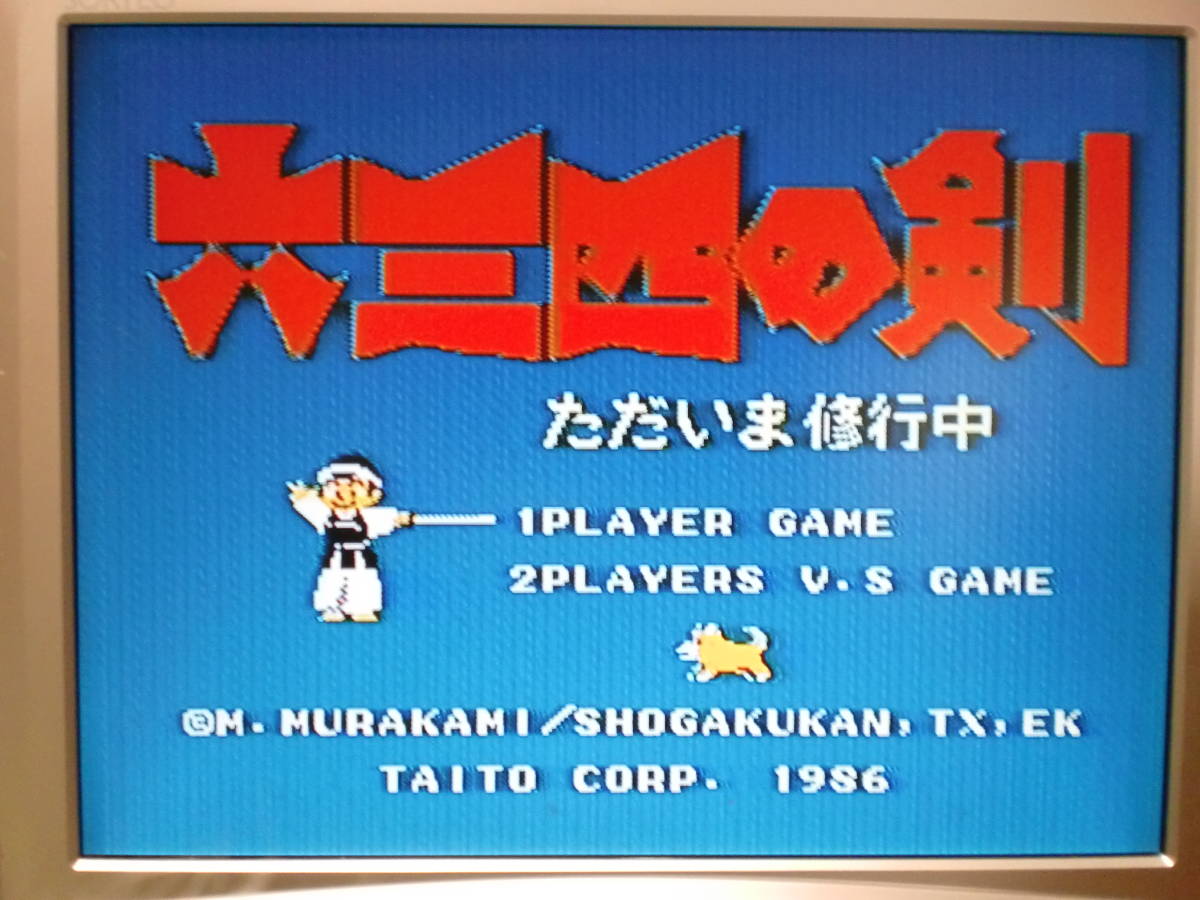 六三四の剣
ただいま修行中
1PLAYER GAME
2PLAYERS V.S GAME
©M. MURAKAMI/SHOGAKUKAN, TX, EK
TAITO CORP. 1986